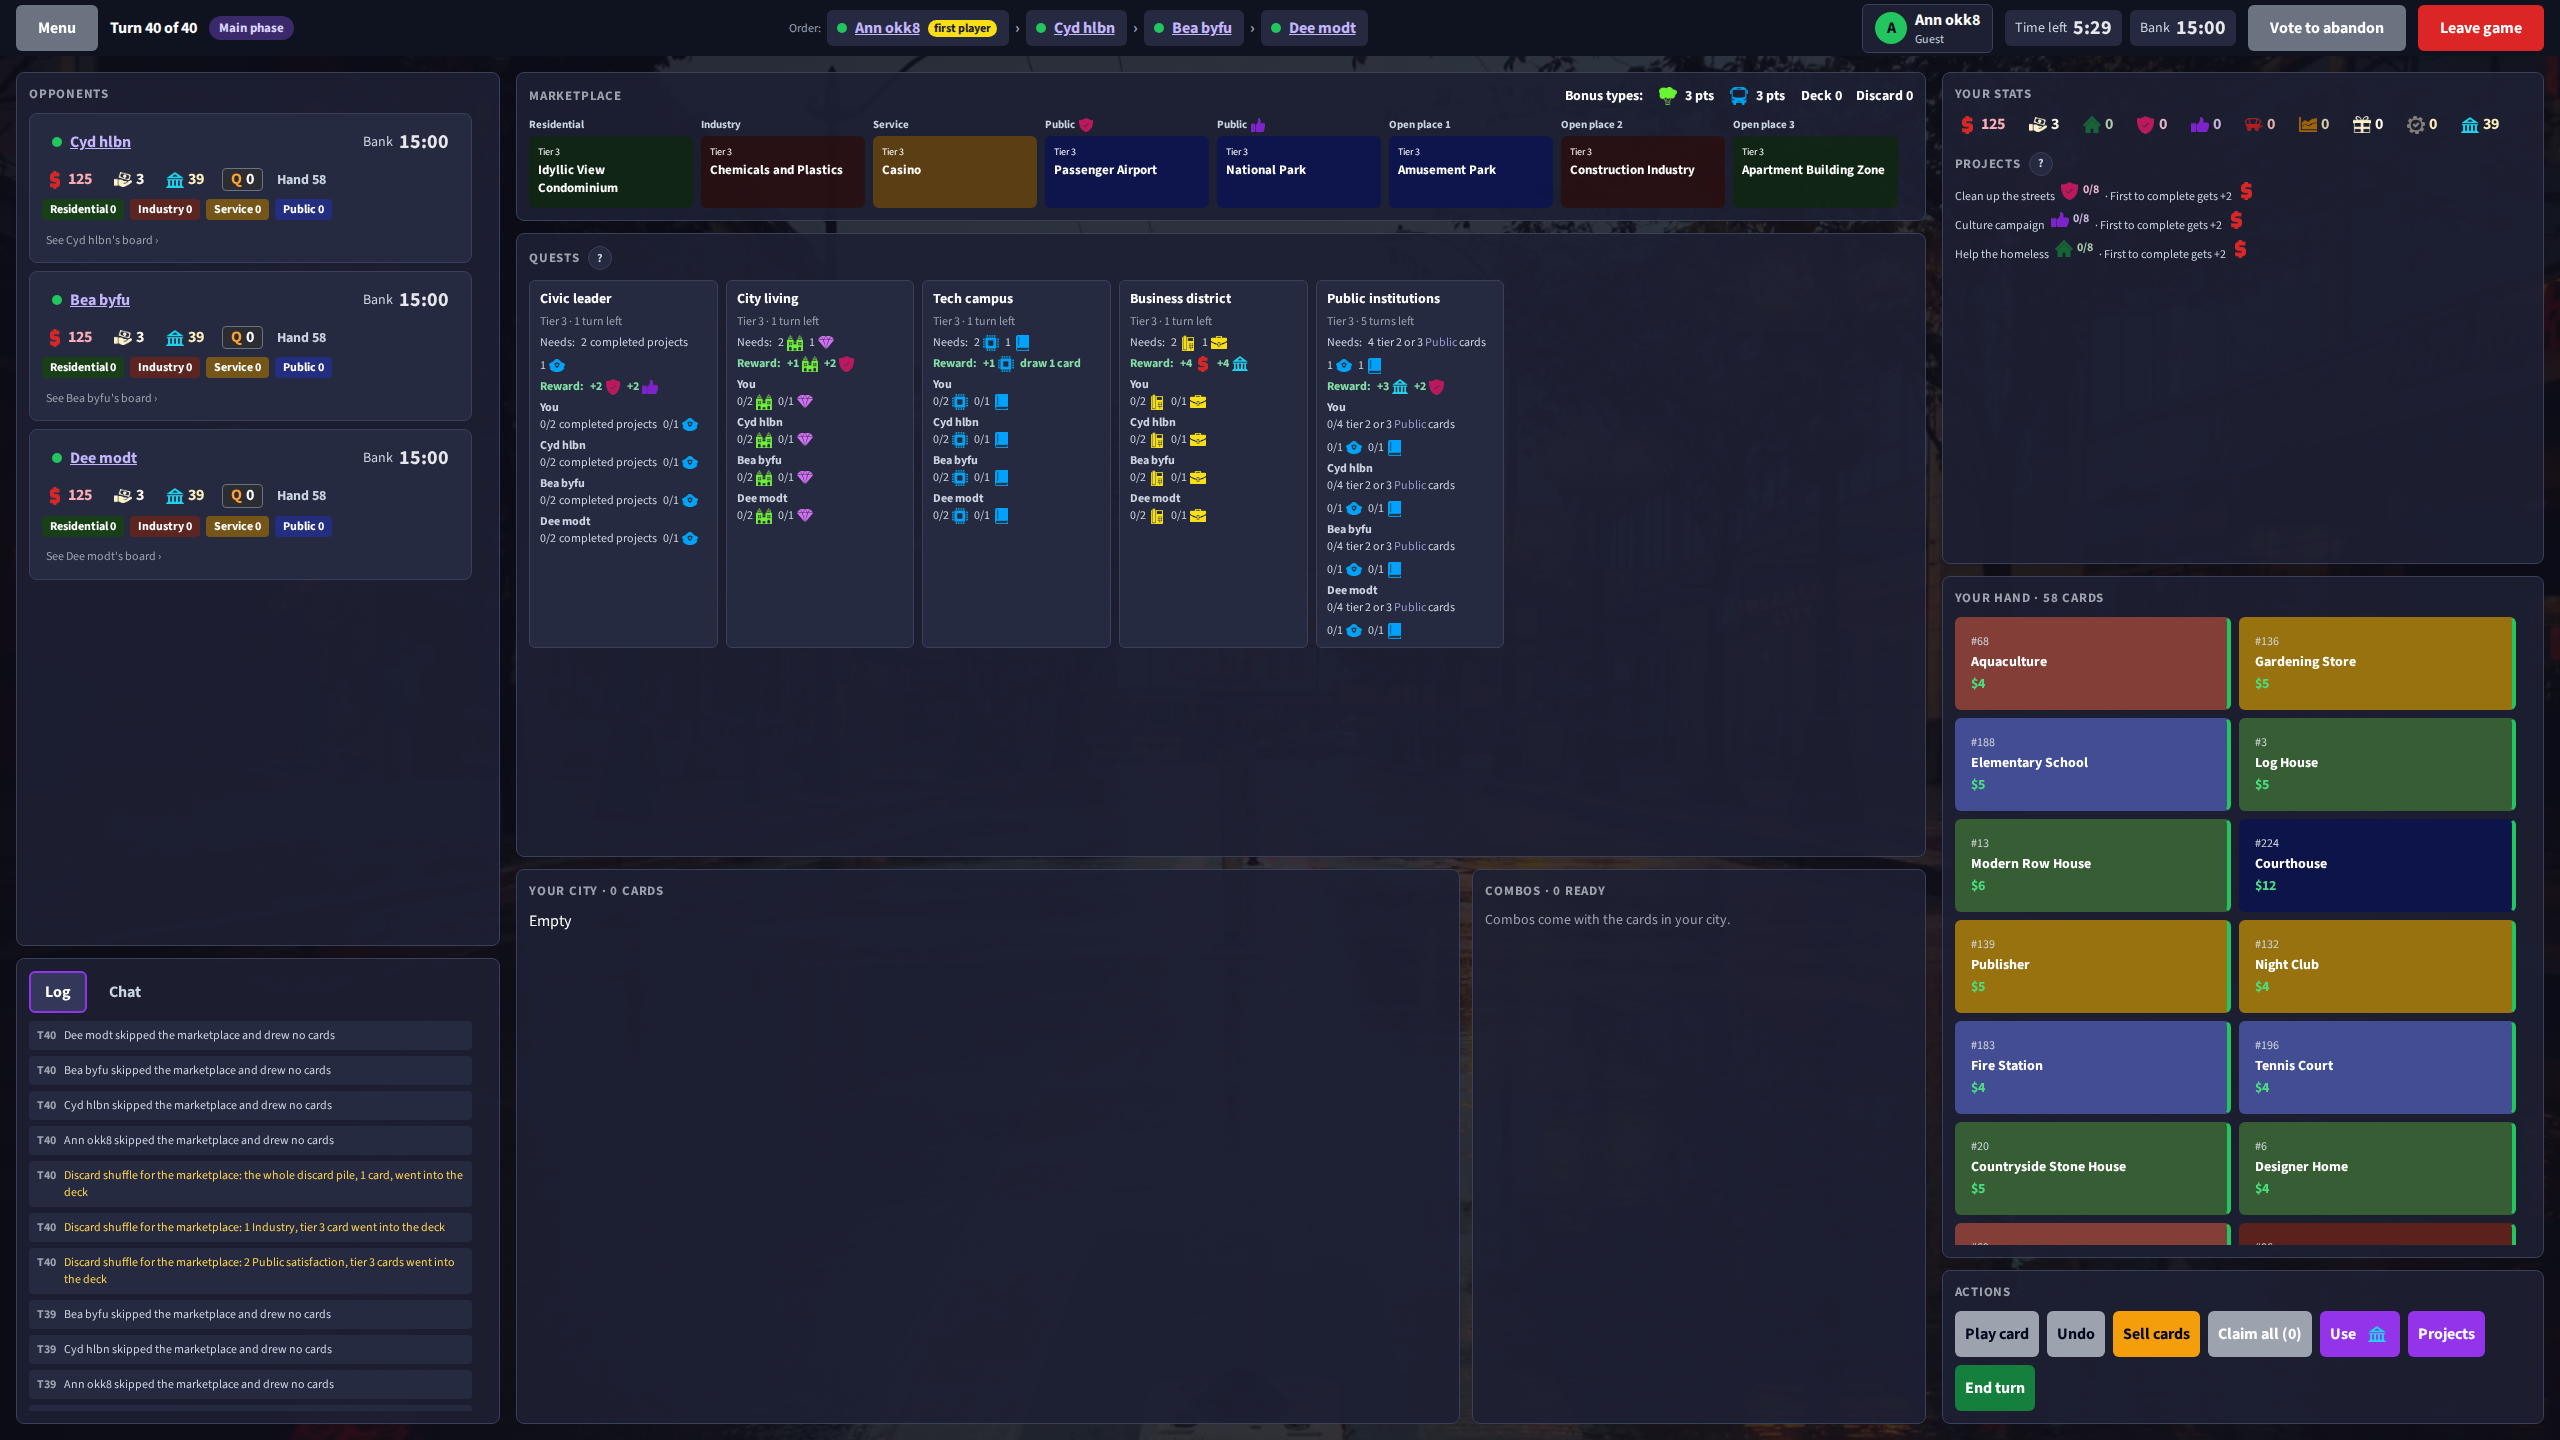 Menu
Turn 40 of 40
Main phase
Order:
Ann okk8
first player
›
Cyd hlbn
›
Bea byfu
›
Dee modt
A
Ann okk8
Guest
Time left 5:29
Bank 15:00
Vote to abandon
Leave game
OPPONENTS
Cyd hlbn
Bank 15:00
125 3 39 Q 0 Hand 58
Residential 0 Industry 0 Service 0 Public 0
See Cyd hlbn's board ›
Bea byfu
Bank 15:00
125 3 39 Q 0 Hand 58
Residential 0 Industry 0 Service 0 Public 0
See Bea byfu's board ›
Dee modt
Bank 15:00
125 3 39 Q 0 Hand 58
Residential 0 Industry 0 Service 0 Public 0
See Dee modt's board ›
Log
Chat
T40 Dee modt skipped the marketplace and drew no cards
T40 Bea byfu skipped the marketplace and drew no cards
T40 Cyd hlbn skipped the marketplace and drew no cards
T40 Ann okk8 skipped the marketplace and drew no cards
T40 Discard shuffle for the marketplace: the whole discard pile, 1 card, went into the
deck
T40 Discard shuffle for the marketplace: 1 Industry, tier 3 card went into the deck
T40 Discard shuffle for the marketplace: 2 Public satisfaction, tier 3 cards went into
the deck
T39 Bea byfu skipped the marketplace and drew no cards
T39 Cyd hlbn skipped the marketplace and drew no cards
T39 Ann okk8 skipped the marketplace and drew no cards
MARKETPLACE
Bonus types: 3 pts 3 pts Deck 0 Discard 0
Residential
Tier 3
Idyllic View
Condominium
Industry
Tier 3
Chemicals and Plastics
Service
Tier 3
Casino
Public
Tier 3
Passenger Airport
Public
Tier 3
National Park
Open place 1
Tier 3
Amusement Park
Open place 2
Tier 3
Construction Industry
Open place 3
Tier 3
Apartment Building Zone
QUESTS ?
Civic leader
Tier 3 · 1 turn left
Needs: 2 completed projects
1
Reward: +2 +2
You
0/2 completed projects 0/1
Cyd hlbn
0/2 completed projects 0/1
Bea byfu
0/2 completed projects 0/1
Dee modt
0/2 completed projects 0/1
City living
Tier 3 · 1 turn left
Needs: 2 1
Reward: +1 +2
You
0/2 0/1
Cyd hlbn
0/2 0/1
Bea byfu
0/2 0/1
Dee modt
0/2 0/1
Tech campus
Tier 3 · 1 turn left
Needs: 2 1
Reward: +1 draw 1 card
You
0/2 0/1
Cyd hlbn
0/2 0/1
Bea byfu
0/2 0/1
Dee modt
0/2 0/1
Business district
Tier 3 · 1 turn left
Needs: 2 1
Reward: +4 +4
You
0/2 0/1
Cyd hlbn
0/2 0/1
Bea byfu
0/2 0/1
Dee modt
0/2 0/1
Public institutions
Tier 3 · 5 turns left
Needs: 4 tier 2 or 3 Public cards
1 1
Reward: +3 +2
You
0/4 tier 2 or 3 Public cards
0/1 0/1
Cyd hlbn
0/4 tier 2 or 3 Public cards
0/1 0/1
Bea byfu
0/4 tier 2 or 3 Public cards
0/1 0/1
Dee modt
0/4 tier 2 or 3 Public cards
0/1 0/1
YOUR CITY · 0 CARDS
Empty
COMBOS · 0 READY
Combos come with the cards in your city.
YOUR STATS
125 3 0 0 0 0 0 0 0 39
PROJECTS ?
Clean up the streets 0/8 · First to complete gets +2
Culture campaign 0/8 · First to complete gets +2
Help the homeless 0/8 · First to complete gets +2
YOUR HAND · 58 CARDS
#68
Aquaculture
$4
#136
Gardening Store
$5
#188
Elementary School
$5
#3
Log House
$5
#13
Modern Row House
$6
#224
Courthouse
$12
#139
Publisher
$5
#132
Night Club
$4
#183
Fire Station
$4
#196
Tennis Court
$4
#20
Countryside Stone House
$5
#6
Designer Home
$4
ACTIONS
Play card
Undo
Sell cards
Claim all (0)
Use
Projects
End turn